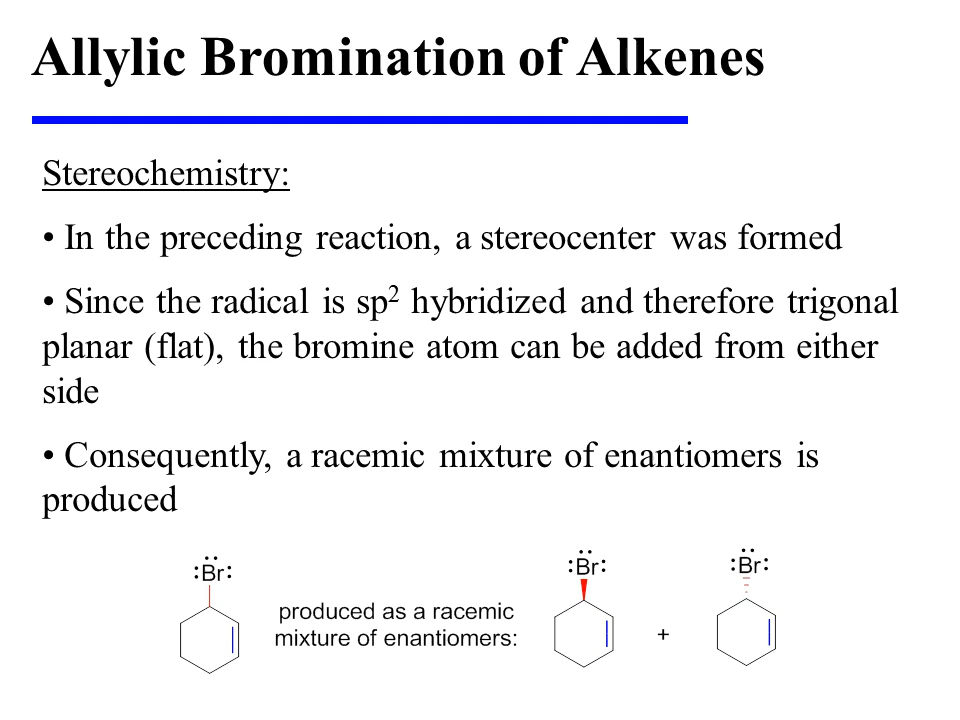 Allylic Bromination of Alkenes
Stereochemistry:
• In the preceding reaction, a stereocenter was formed
• Since the radical is sp² hybridized and therefore trigonal
planar (flat), the bromine atom can be added from either
side
• Consequently, a racemic mixture of enantiomers is
produced
:Br:
produced as a racemic
mixture of enantiomers:
:Br:
+
:Br: